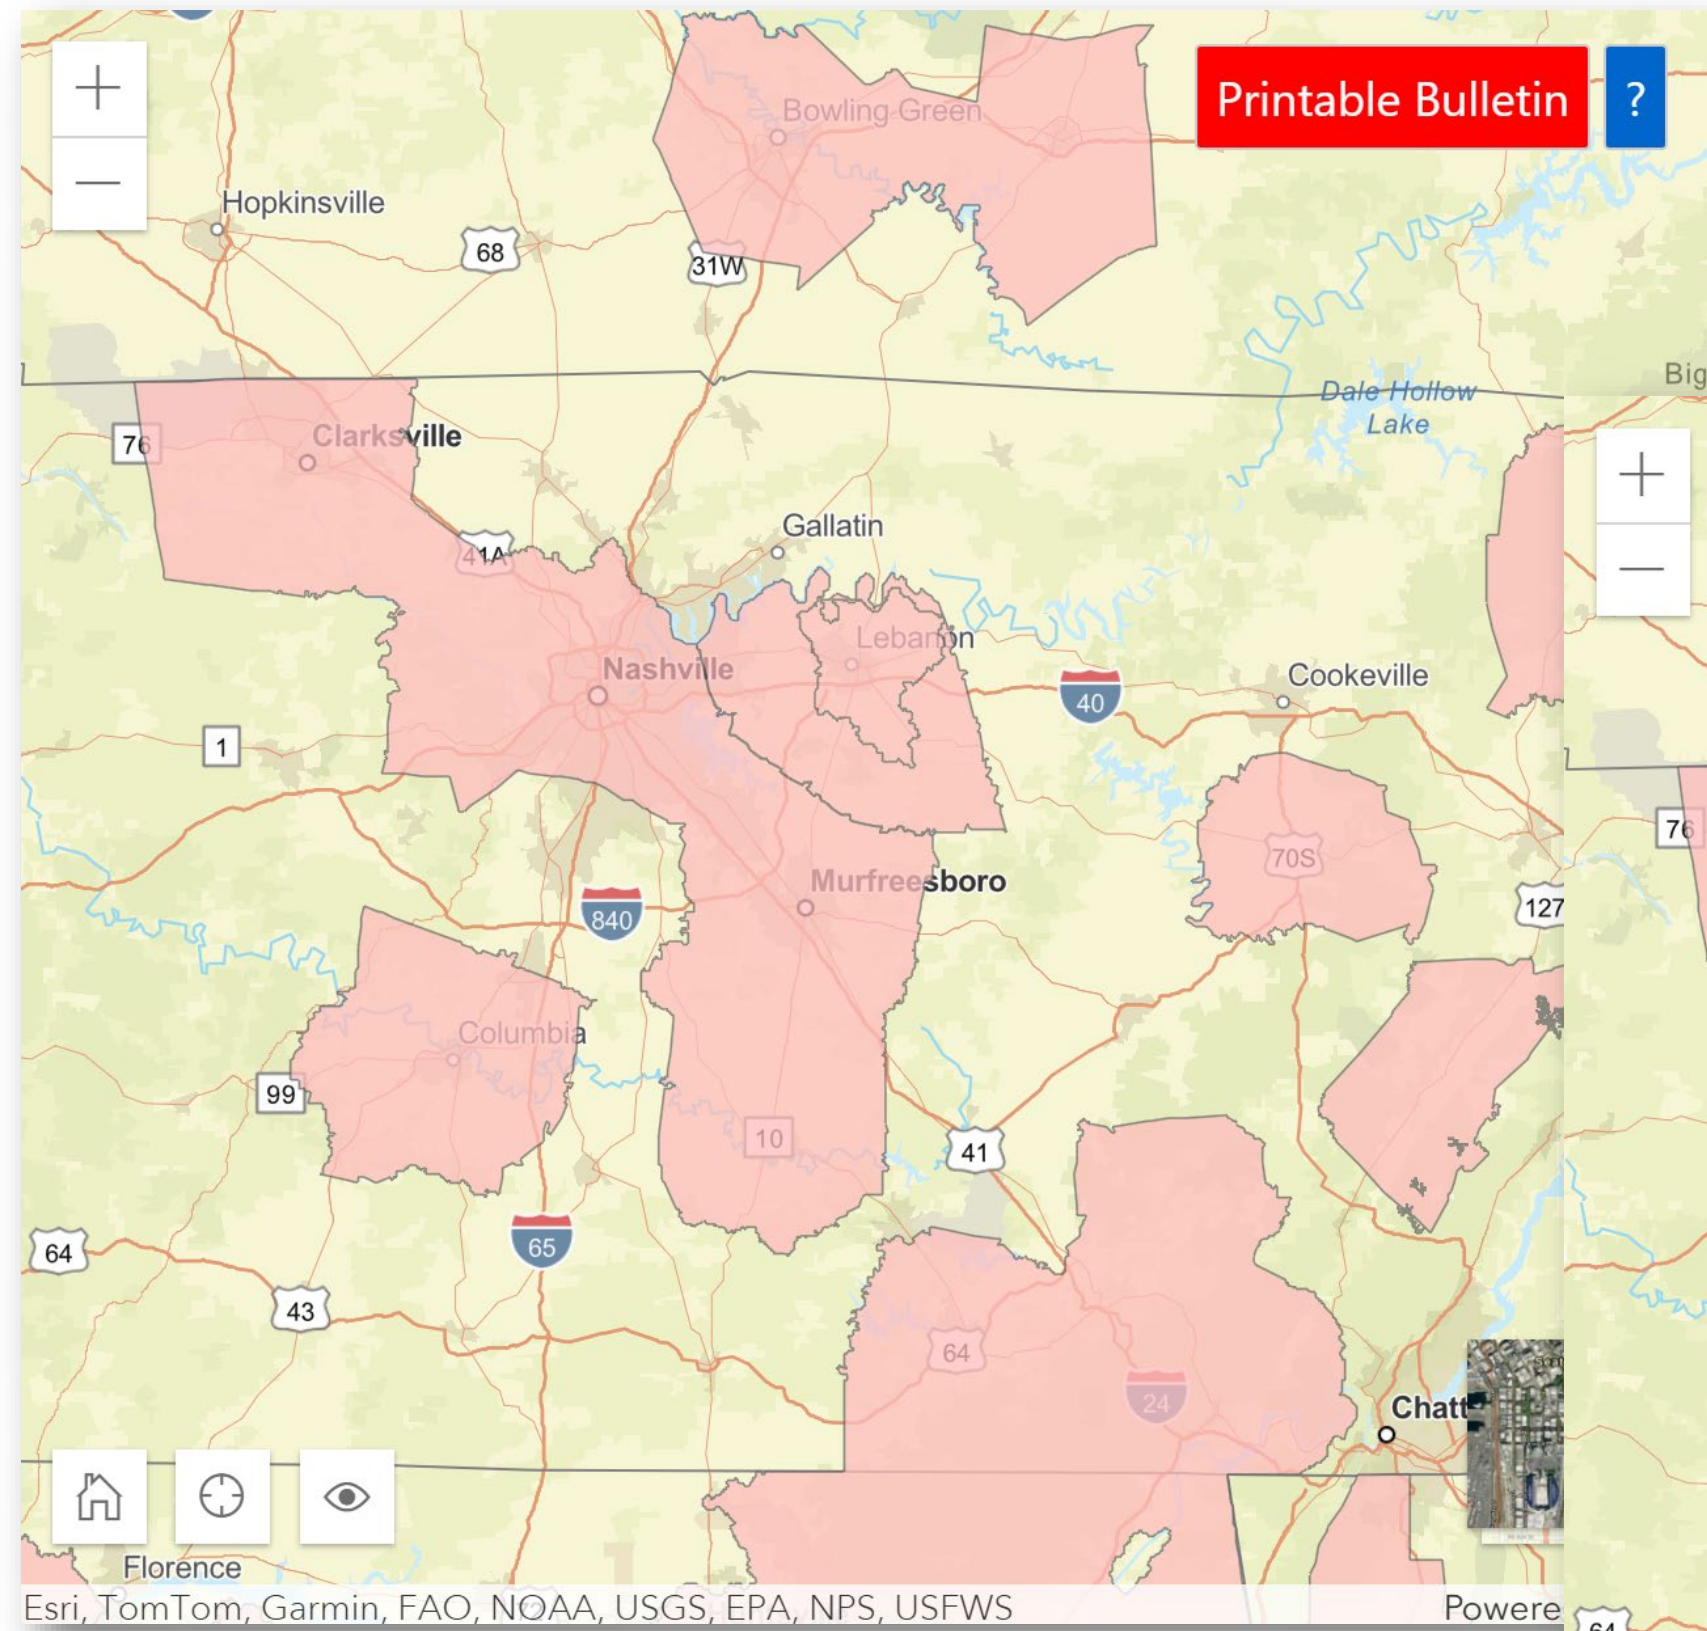 Printable Bulletin ?
Bowling Green
Hopkinsville
68
31W
Big
Dale Hollow
Lake
76
Clarksville
41A
Gallatin
Lebanon
Nashville
40
Cookeville
1
76
70S
Murfreesboro
840
127
Columbia
99
10
41
65
64
43
64
24
Chatt
Florence
72
Esri, TomTom, Garmin, FAO, NOAA, USGS, EPA, NPS, USFWS
Powere
64